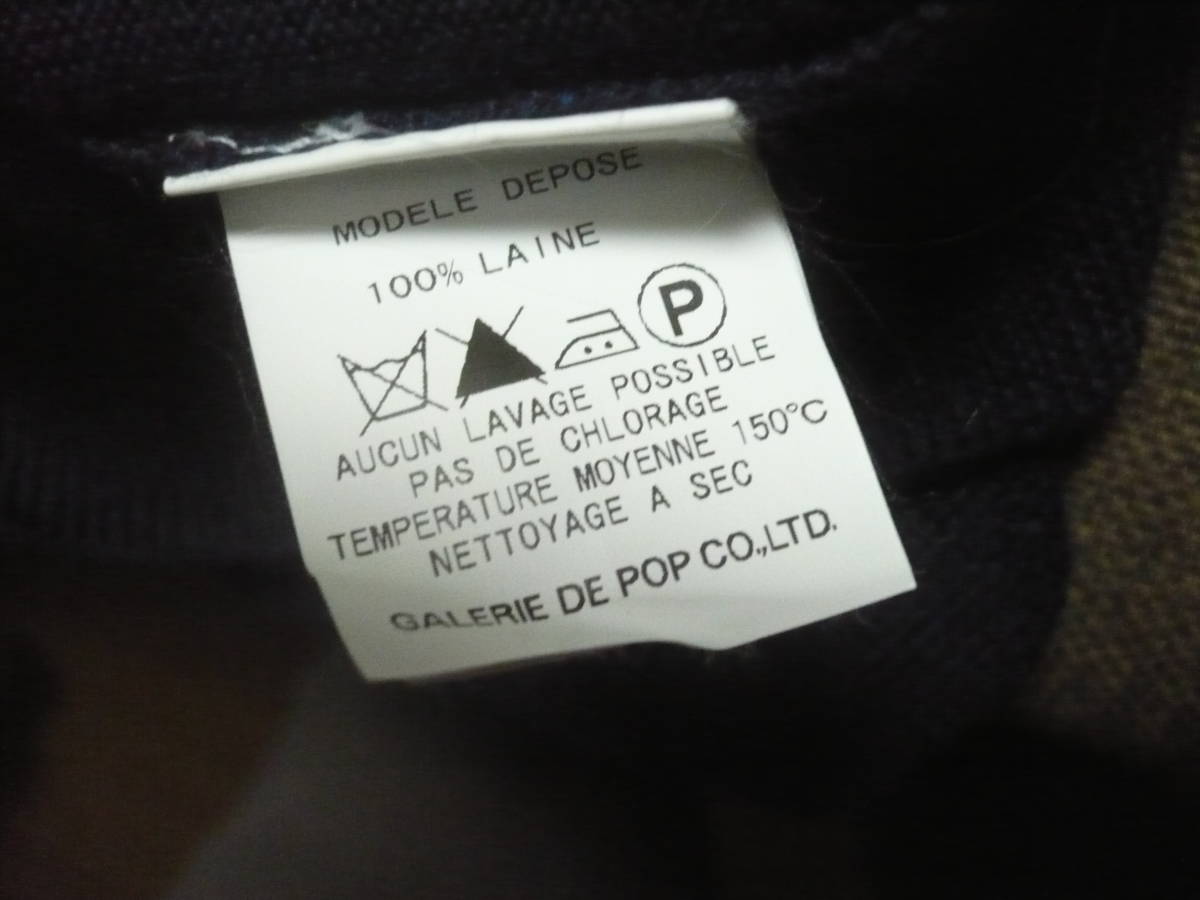 MODELE DEPOSE
100% LAINE
P
AUCUN LAVAGE POSSIBLE
PAS DE CHLORAGE
TEMPERATURE MOYENNE 150°C
NETTOYAGE A SEC
GALERIE DE POP CO.,LTD.